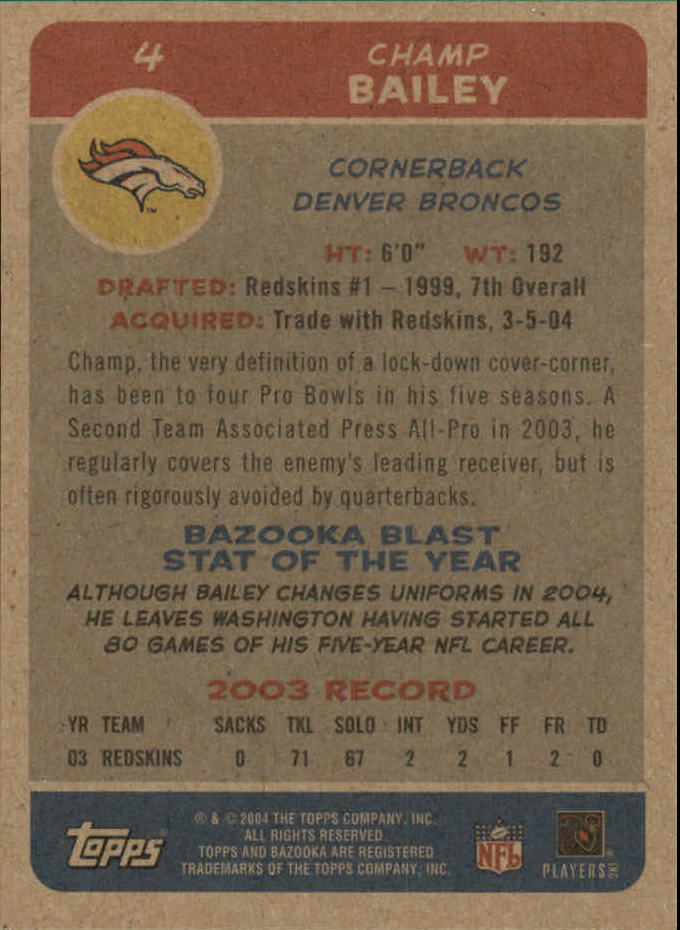 4
CHAMP
BAILEY
CORNERBACK
DENVER BRONCOS
TM
HT: 6'0" WT: 192
DRAFTED: Redskins #1 – 1999, 7th Overall
ACQUIRED: Trade with Redskins, 3-5-04
Champ, the very definition of a lock-down cover-corner,
has been to four Pro Bowls in his five seasons. A
Second Team Associated Press All-Pro in 2003, he
regularly covers the enemy's leading receiver, but is
often rigorously avoided by quarterbacks.
BAZOOKA BLAST
STAT OF THE YEAR
ALTHOUGH BAILEY CHANGES UNIFORMS IN 2004,
HE LEAVES WASHINGTON HAVING STARTED ALL
80 GAMES OF HIS FIVE-YEAR NFL CAREER.
2003 RECORD
YR TEAM SACKS TKL SOLO INT YDS FF FR TD
03 REDSKINS 0 71 67 2 2 1 2 0
topps
® & © 2004 THE TOPPS COMPANY, INC.
ALL RIGHTS RESERVED
TOPPS AND BAZOOKA ARE REGISTERED
TRADEMARKS OF THE TOPPS COMPANY, INC.
NFL
PLAYERS